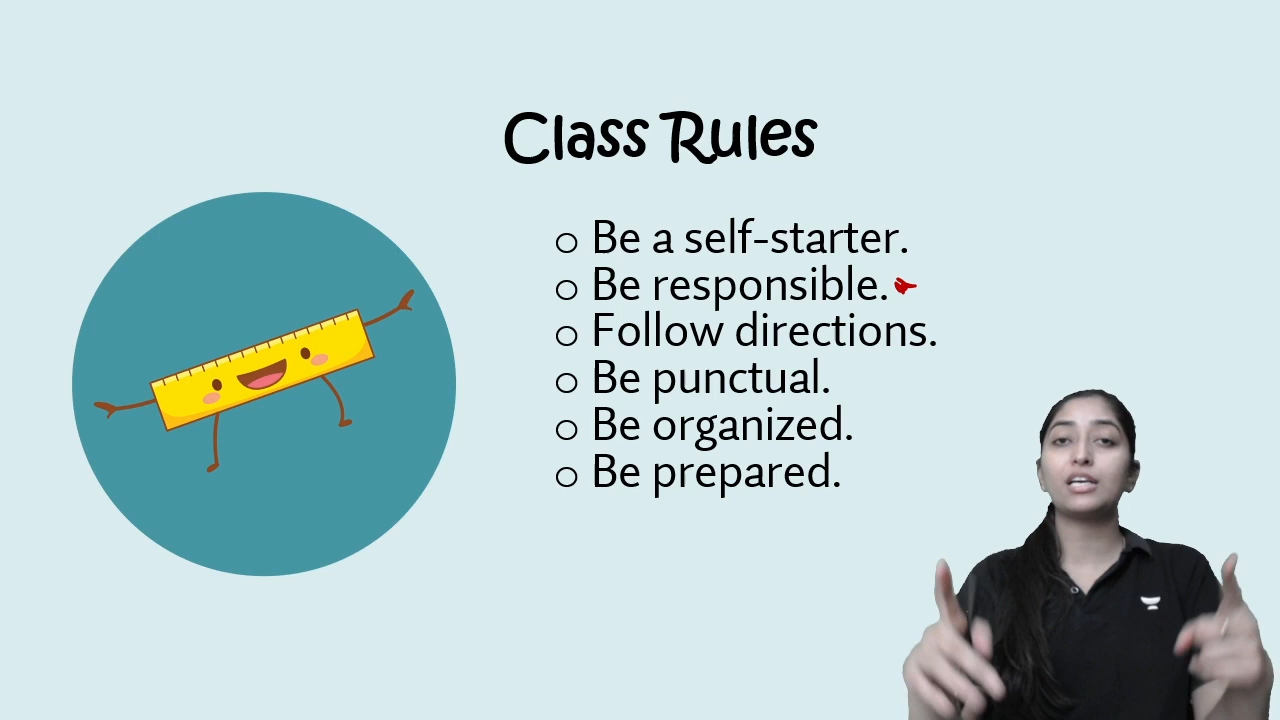 Class Rules
o Be a self-starter.
o Be responsible.
o Follow directions.
o Be punctual.
o Be organized.
o Be prepared.